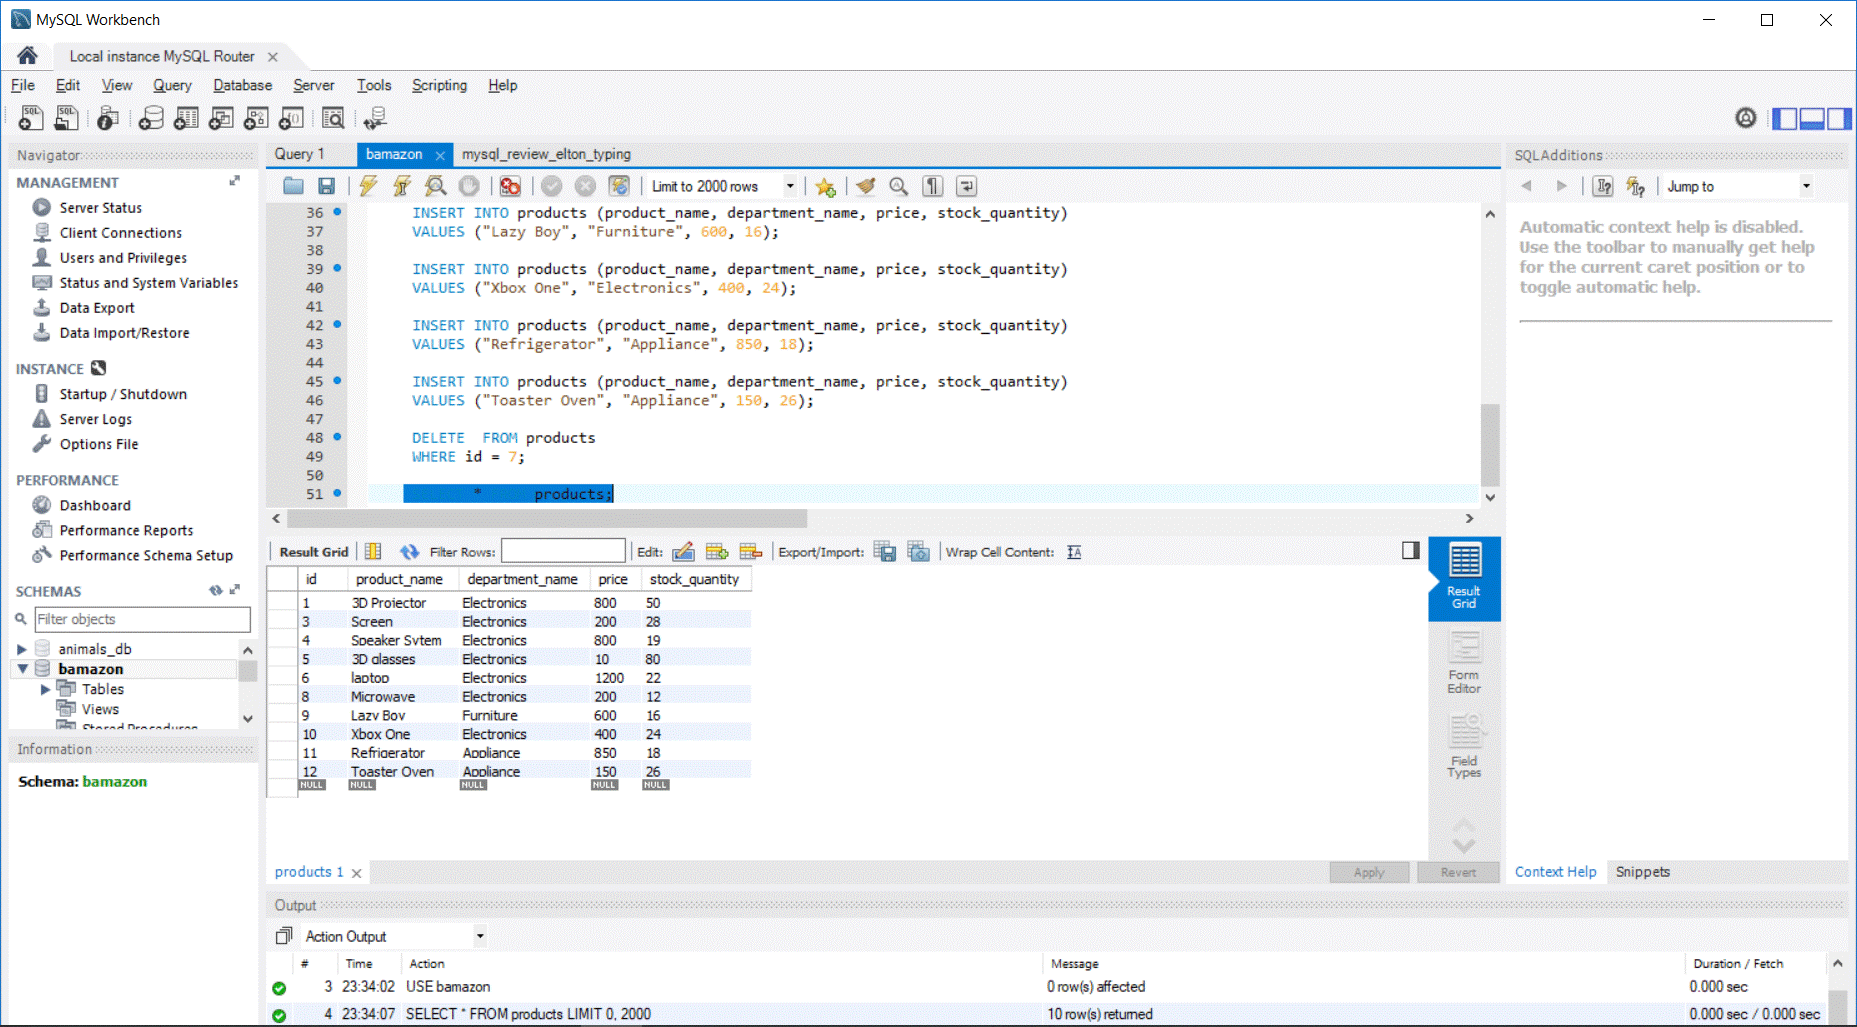 MySQL Workbench
Local instance MySQL Router
File Edit View Query Database Server Tools Scripting Help
Navigator
MANAGEMENT
Server Status
Client Connections
Users and Privileges
Status and System Variables
Data Export
Data Import/Restore
INSTANCE
Startup / Shutdown
Server Logs
Options File
PERFORMANCE
Dashboard
Performance Reports
Performance Schema Setup
SCHEMAS
Filter objects
animals_db
bamazon
Tables
Views
Stored Procedures
Information
Schema: bamazon
Query 1 bamazon mysql_review_elton_typing
Limit to 2000 rows
36 INSERT INTO products (product_name, department_name, price, stock_quantity)
37 VALUES ("Lazy Boy", "Furniture", 600, 16);
38
39 INSERT INTO products (product_name, department_name, price, stock_quantity)
40 VALUES ("Xbox One", "Electronics", 400, 24);
41
42 INSERT INTO products (product_name, department_name, price, stock_quantity)
43 VALUES ("Refrigerator", "Appliance", 850, 18);
44
45 INSERT INTO products (product_name, department_name, price, stock_quantity)
46 VALUES ("Toaster Oven", "Appliance", 150, 26);
47
48 DELETE  FROM products
49 WHERE id = 7;
50
51 * products;
Result Grid Filter Rows: Edit: Export/Import: Wrap Cell Content:
id product_name department_name price stock_quantity
1 3D Projector Electronics 800 50
3 Screen Electronics 200 28
4 Speaker Sytem Electronics 800 19
5 3D glasses Electronics 10 80
6 laptop Electronics 1200 22
8 Microwave Electronics 200 12
9 Lazy Boy Furniture 600 16
10 Xbox One Electronics 400 24
11 Refrigerator Appliance 850 18
12 Toaster Oven Appliance 150 26
NULL NULL NULL NULL NULL
Result Grid
Form Editor
Field Types
products 1 Apply Revert
Output
Action Output
# Time Action Message Duration / Fetch
3 23:34:02 USE bamazon 0 row(s) affected 0.000 sec
4 23:34:07 SELECT * FROM products LIMIT 0, 2000 10 row(s) returned 0.000 sec / 0.000 sec
SQLAdditions
Jump to
Automatic context help is disabled.
Use the toolbar to manually get help
for the current caret position or to
toggle automatic help.
Context Help Snippets